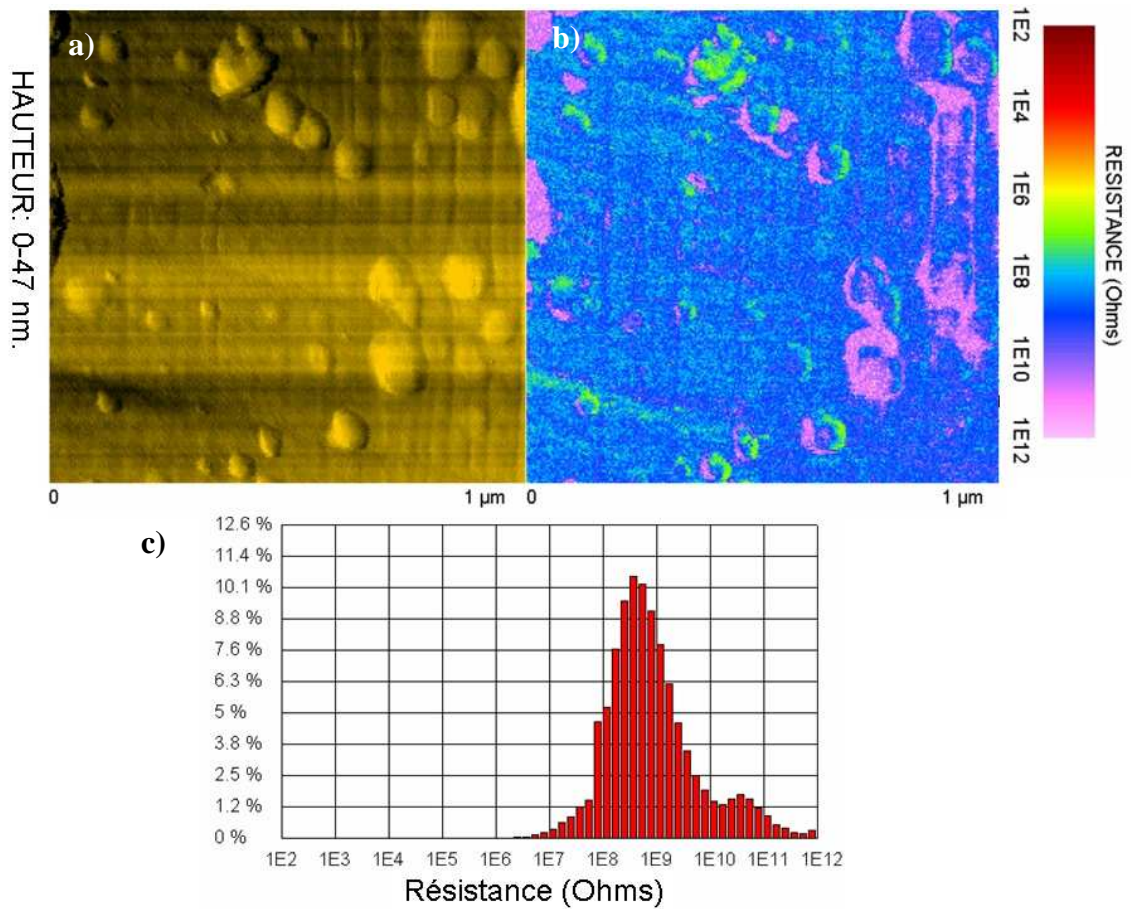 a)
HAUTEUR: 0-47 nm.
0
1 µm
b)
0
1 µm
1E2
1E4
1E6
1E8
1E10
1E12
RESISTANCE (Ohms)
c)
12.6 %
11.4 %
10.1 %
8.8 %
7.6 %
6.3 %
5 %
3.8 %
2.5 %
1.2 %
0 %
1E2 1E3 1E4 1E5 1E6 1E7 1E8 1E9 1E10 1E11 1E12
Résistance (Ohms)